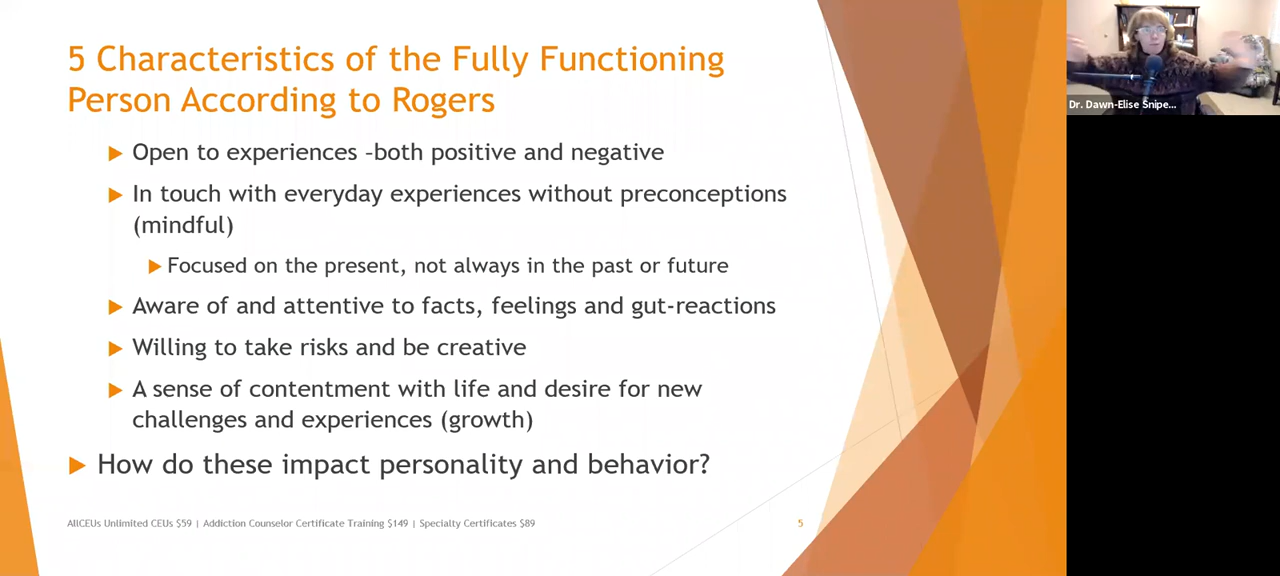 5 Characteristics of the Fully Functioning
Person According to Rogers
Open to experiences –both positive and negative
In touch with everyday experiences without preconceptions
(mindful)
Focused on the present, not always in the past or future
Aware of and attentive to facts, feelings and gut-reactions
Willing to take risks and be creative
A sense of contentment with life and desire for new
challenges and experiences (growth)
How do these impact personality and behavior?
AllCEUs Unlimited CEUs $59 | Addiction Counselor Certificate Training $149 | Specialty Certificates $89
5
Dr. Dawn-Elise Snipe...